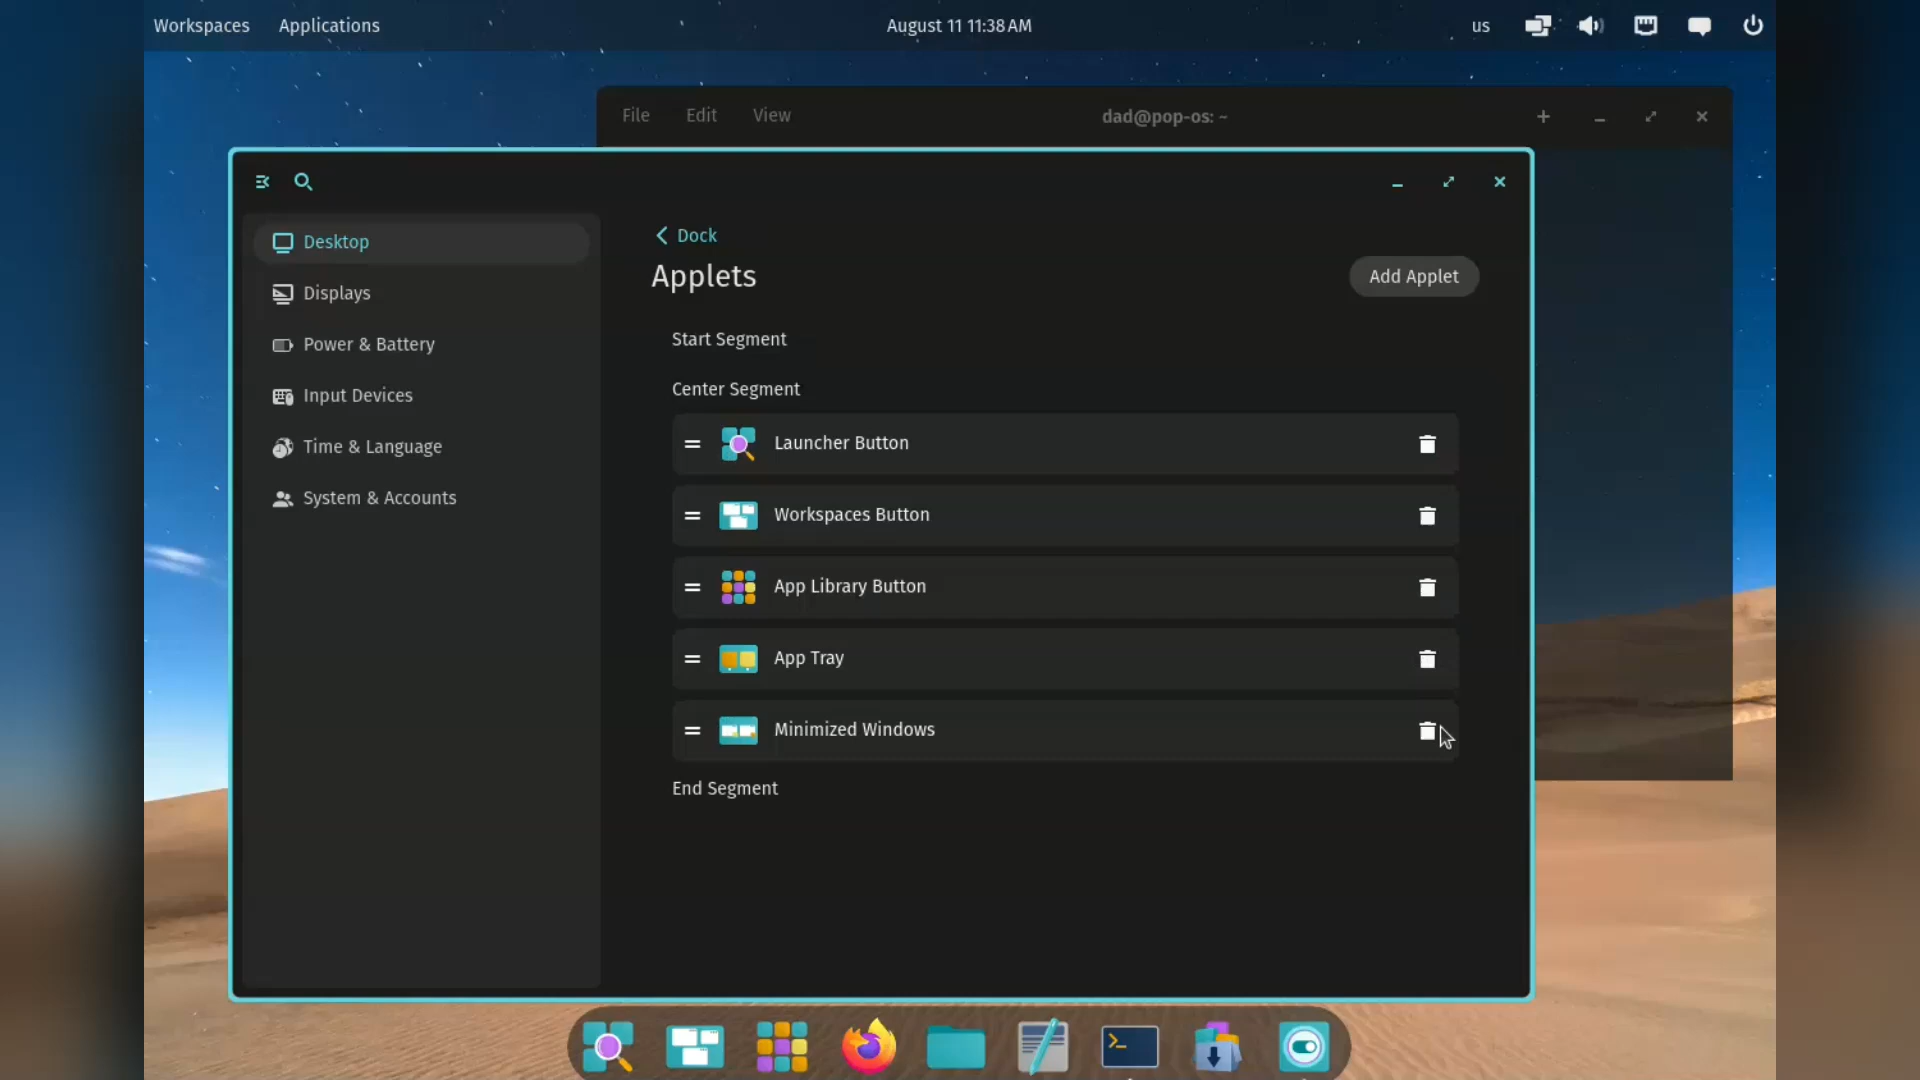 Workspaces Applications August 11 11:38 AM us
File Edit View dad@pop-os: ~
Desktop
Displays
Power & Battery
Input Devices
Time & Language
System & Accounts
Dock
Applets
Add Applet
Start Segment
Center Segment
Launcher Button
Workspaces Button
App Library Button
App Tray
Minimized Windows
End Segment